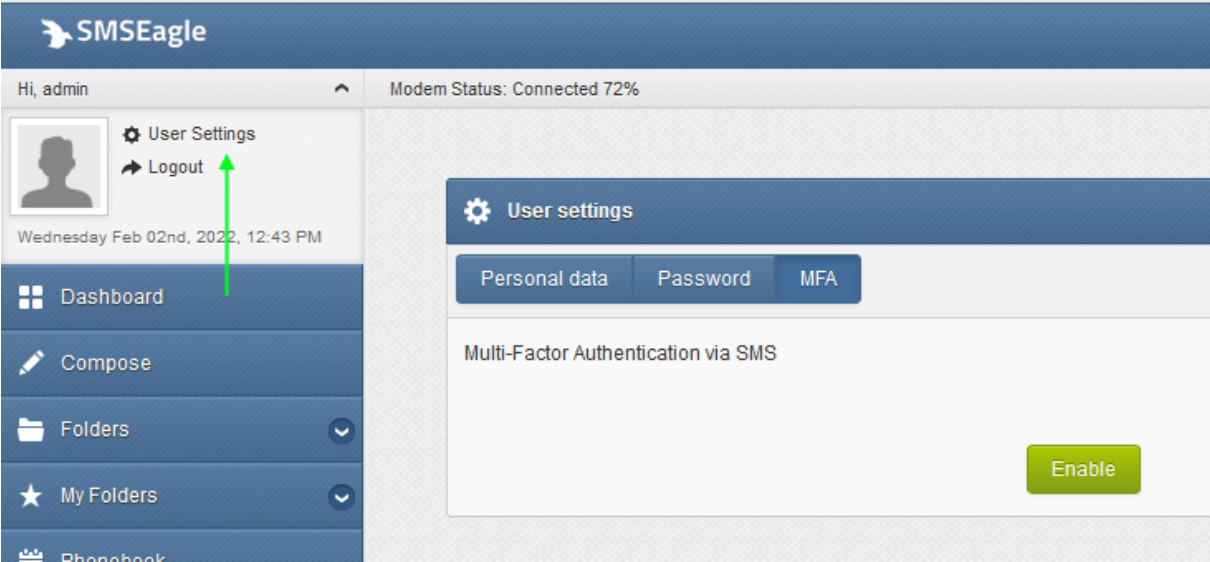 SMSEagle
Hi, admin
Modem Status: Connected 72%
User Settings
Logout
Wednesday Feb 02nd, 2022, 12:43 PM
User settings
Personal data Password MFA
Multi-Factor Authentication via SMS
Enable
Dashboard
Compose
Folders
My Folders
Phonebook